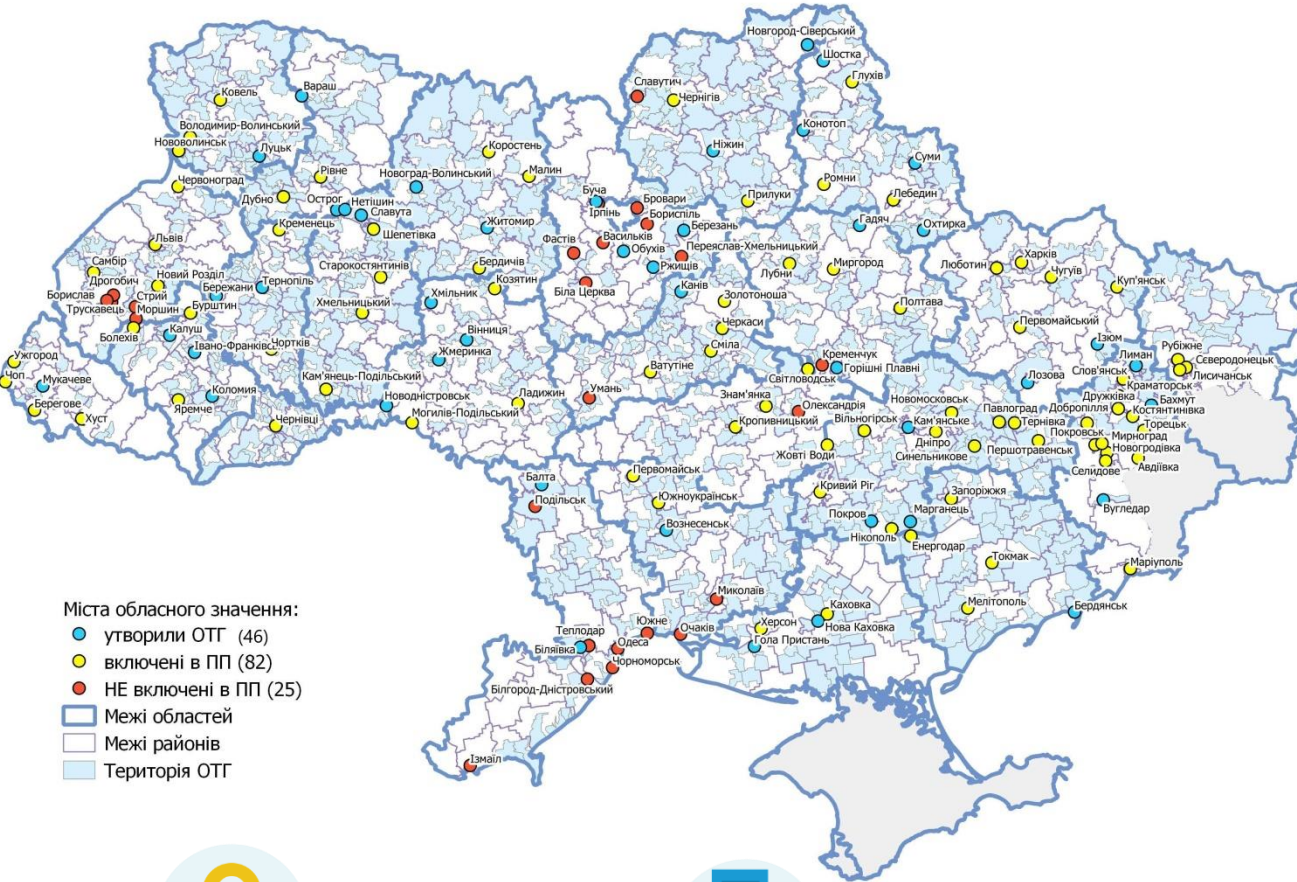 Новгород-Сіверський
Шостка
Глухів
Славутич
Чернігів
Вараш
Ковель
Володимир-Волинський
Нововолинськ
Луцьк
Конотоп
Ніжин
Суми
Коростень
Малин
Рівне
Новоград-Волинський
Червоноград
Ромни
Лебедин
Прилуки
Буча
Ірпінь
Бровари
Бориспіль
Дубно
Острог
Нетішин
Славута
Шепетівка
Кременець
Житомир
Березань
Гадяч
Охтирка
Фастів
Васильків
Обухів
Переяслав-Хмельницький
Ржищів
Львів
Самбір
Дрогобич
Новий Розділ
Бережани
Тернопіль
Старокостянтинів
Бердичів
Козятин
Біла Церква
Канів
Лубни
Миргород
Люботин
Харків
Чугуїв
Куп'янськ
Борислав
Стрий
Трускавець
Моршин
Бурштин
Хмельницький
Хмільник
Золотоноша
Полтава
Болехів
Калуш
Івано-Франківськ
Чортків
Вінниця
Жмеринка
Черкаси
Сміла
Первомайський
Ізюм
Рубіжне
Сєвєродонецьк
Лисичанськ
Ужгород
Чоп
Мукачеве
Берегове
Хуст
Коломия
Яремче
Кам'янець-Подільський
Новодністровськ
Могилів-Подільський
Ладижин
Ватутіне
Умань
Кременчук
Горішні Плавні
Світловодськ
Лозова
Лиман
Слов'янськ
Краматорськ
Бахмут
Дружківка
Костянтинівка
Добропілля
Торецьк
Чернівці
Знам'янка
Олександрія
Кропивницький
Новомосковськ
Вільногірськ
Кам'янське
Павлоград
Тернівка
Дніпро
Синельникове
Першотравенськ
Покровськ
Мирноград
Новогродівка
Селидове
Авдіївка
Жовті Води
Балта
Подільськ
Первомайськ
Южноукраїнськ
Вознесенськ
Кривий Ріг
Запоріжжя
Покров
Марганець
Нікополь
Енергодар
Вугледар
Токмак
Маріуполь
Миколаїв
Каховка
Мелітополь
Бердянськ
Херсон
Нова Каховка
Гола Пристань
Южне
Очаків
Теплодар
Одеса
Біляївка
Чорноморськ
Білгород-Дністровський
Ізмаїл
Міста обласного значення:
утворили ОТГ (46)
включені в ПП (82)
НЕ включені в ПП (25)
Межі областей
Межі районів
Територія ОТГ